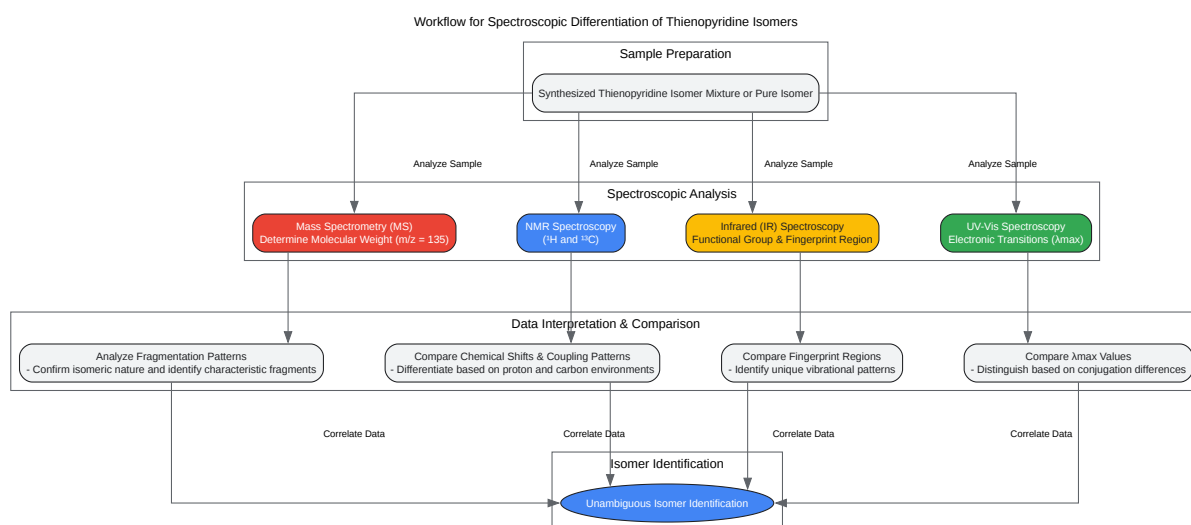 Workflow for Spectroscopic Differentiation of Thienopyridine Isomers
Sample Preparation
Synthesized Thienopyridine Isomer Mixture or Pure Isomer
Analyze Sample
Analyze Sample
Analyze Sample
Analyze Sample
Spectroscopic Analysis
Mass Spectrometry (MS)
Determine Molecular Weight (m/z = 135)
NMR Spectroscopy
(¹H and ¹³C)
Infrared (IR) Spectroscopy
Functional Group & Fingerprint Region
UV-Vis Spectroscopy
Electronic Transitions (λmax)
Data Interpretation & Comparison
Analyze Fragmentation Patterns
- Confirm isomeric nature and identify characteristic fragments
Compare Chemical Shifts & Coupling Patterns
- Differentiate based on proton and carbon environments
Compare Fingerprint Regions
- Identify unique vibrational patterns
Compare λmax Values
- Distinguish based on conjugation differences
Correlate Data
Correlate Data
Correlate Data
Correlate Data
Isomer Identification
Unambiguous Isomer Identification